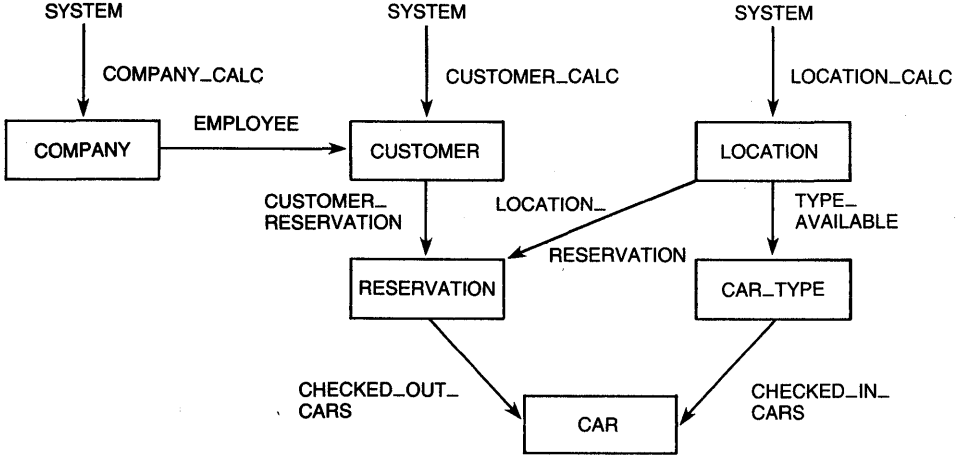 SYSTEM
SYSTEM
SYSTEM
COMPANY_CALC
CUSTOMER_CALC
LOCATION_CALC
EMPLOYEE
COMPANY
CUSTOMER
LOCATION
CUSTOMER_
RESERVATION
LOCATION_
RESERVATION
TYPE_
AVAILABLE
RESERVATION
CAR_TYPE
CHECKED_OUT_
CARS
CHECKED_IN_
CARS
CAR